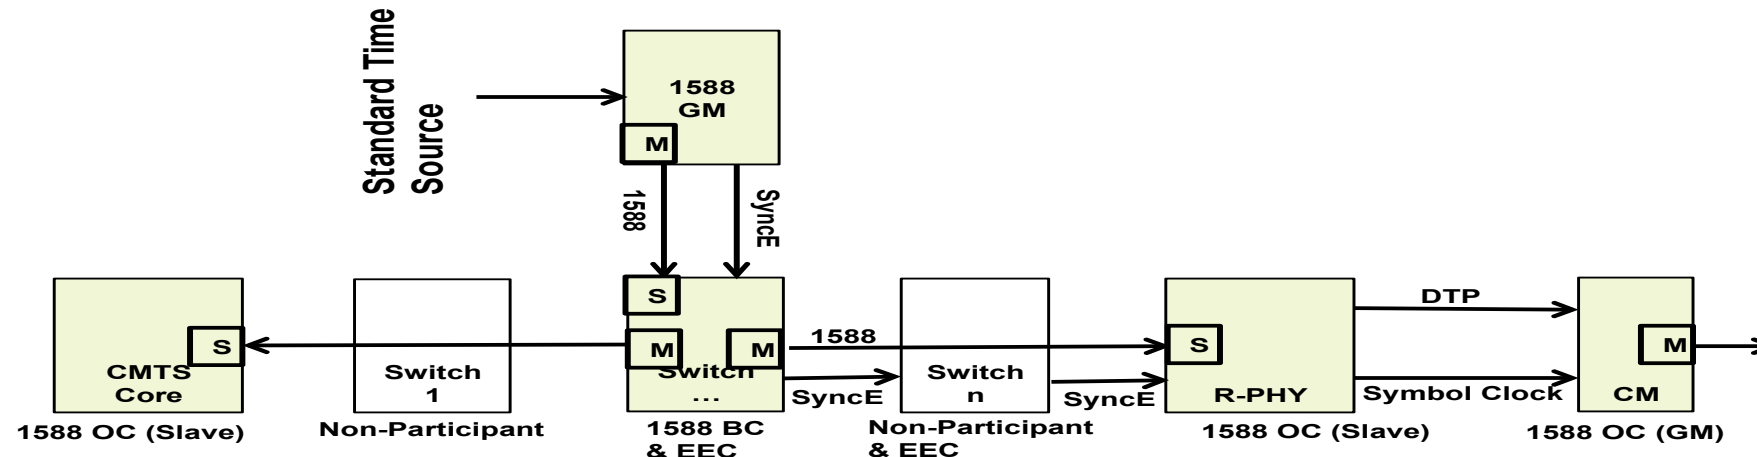 Standard Time
Source
1588
GM
M
1588
SyncE
S
M
M
Switch
...
1588 BC
& EEC
S
CMTS
Core
1588 OC (Slave)
Switch
1
Non-Participant
1588
SyncE
Switch
n
Non-Participant
& EEC
SyncE
S
R-PHY
1588 OC (Slave)
DTP
Symbol Clock
M
CM
1588 OC (GM)